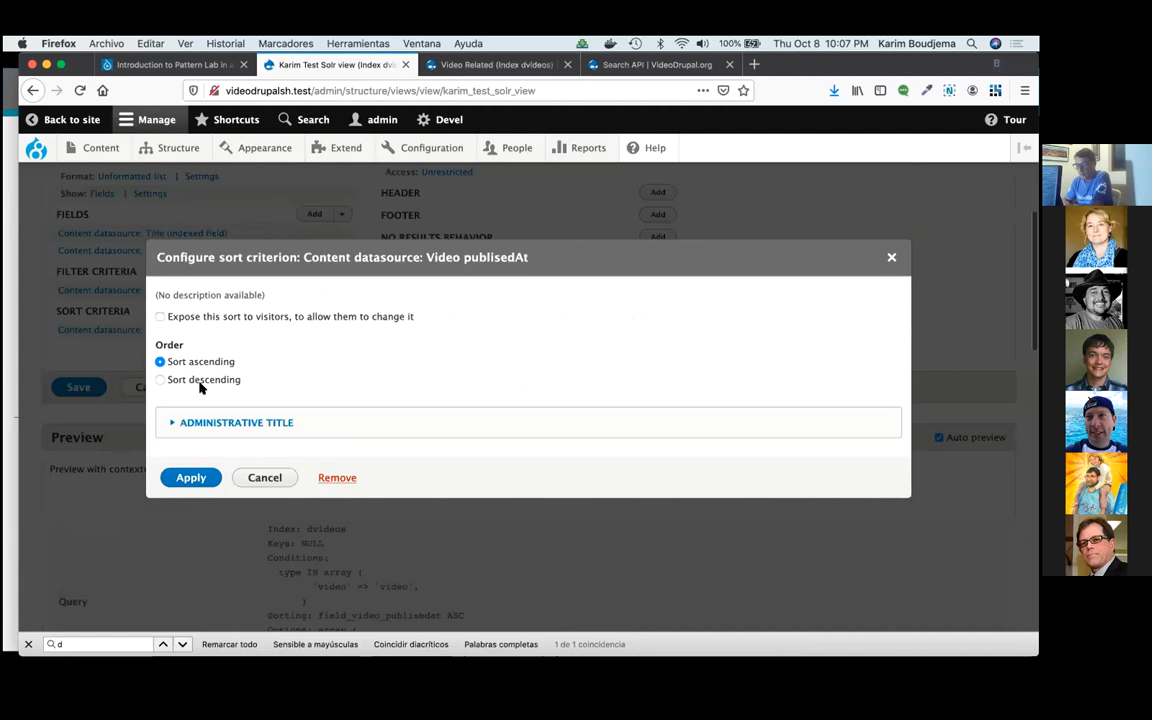 Firefox Archivo Editar Ver Historial Marcadores Herramientas Ventana Ayuda 100% Thu Oct 8 10:07 PM Karim Boudjema
Introduction to Pattern Lab in a
Karim Test Solr view (Index dvi
Video Related (Index dvideos)
Search API | VideoDrupal.org
videodrupalsh.test/admin/structure/views/view/karim_test_solr_view
Back to site Manage Shortcuts Search admin Devel Tour
Content Structure Appearance Extend Configuration People Reports Help
Format: Unformatted list | Settings
Show: Fields | Settings
FIELDS Add
Content datasource: Title (indexed field)
Content datasource:
FILTER CRITERIA
Content datasource:
SORT CRITERIA
Content datasource:
Access: Unrestricted
HEADER Add
FOOTER Add
NO RESULTS BEHAVIOR Add
Configure sort criterion: Content datasource: Video publisedAt
(No description available)
Expose this sort to visitors, to allow them to change it
Order
Sort ascending
Sort descending
ADMINISTRATIVE TITLE
Apply Cancel Remove
Save Ca
Preview Auto preview
Preview with contex
Query
Index: dvideos
Keys: NULL
Conditions:
type IN array (
'video' => 'video',
)
Sorting: field_video_publisbdat ASC
Options: array (
d Remarcar todo Sensible a mayúsculas Coincidir diacríticos Palabras completas 1 de 1 coincidencia